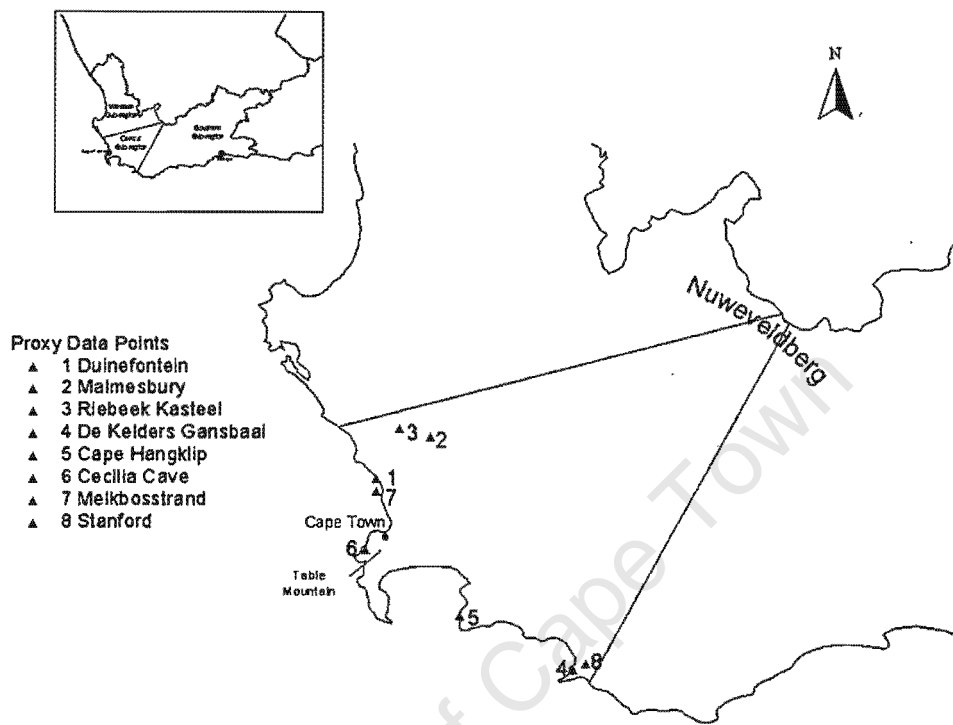 N
Nuweveldberg
Proxy Data Points
1 Duinefontein
2 Malmesbury
3 Riebeek Kasteel
4 De Kelders Gansbaai
5 Cape Hangklip
6 Cecilia Cave
7 Melkbosstrand
8 Stanford
3
2
1
7
Cape Town
6
Table
Mountain
5
4
8
of Cape Town